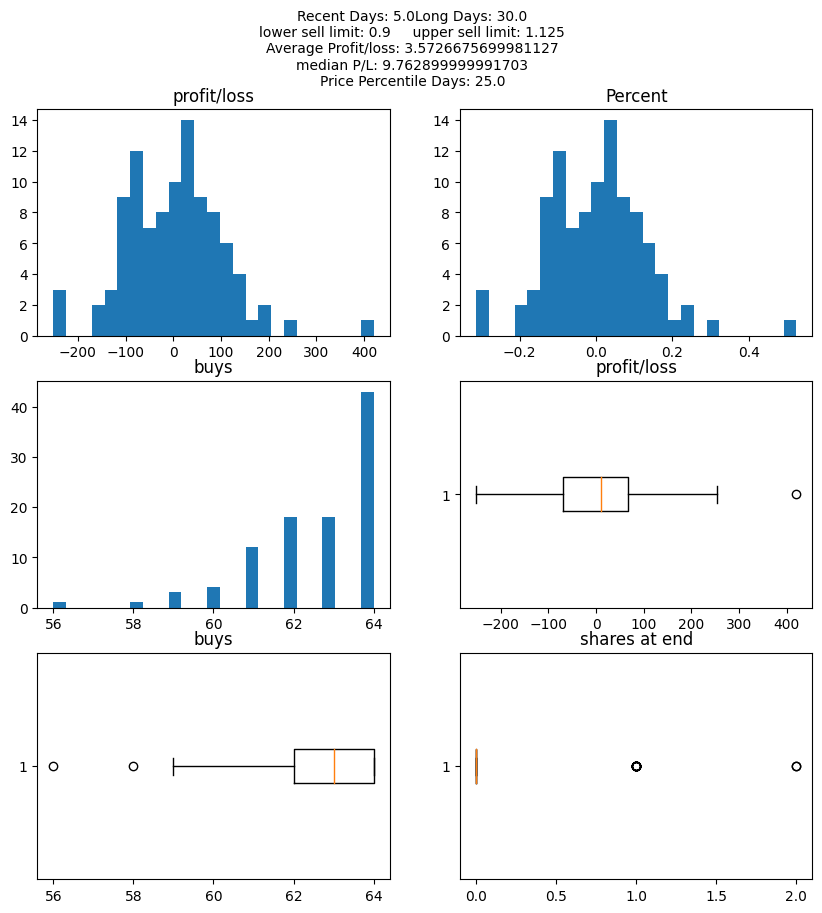 Recent Days: 5.0Long Days: 30.0
lower sell limit: 0.9     upper sell limit: 1.125
Average Profit/loss: 3.5726675699981127
median P/L: 9.762899999991703
Price Percentile Days: 25.0
profit/loss
Percent
14
12
10
8
6
4
2
0
−200 −100 0 100 200 300 400
14
12
10
8
6
4
2
0
−0.2 0.0 0.2 0.4
buys
profit/loss
40
30
20
10
0
56 58 60 62 64
1
−200 −100 0 100 200 300 400
buys
shares at end
1
56 58 60 62 64
1
0.0 0.5 1.0 1.5 2.0